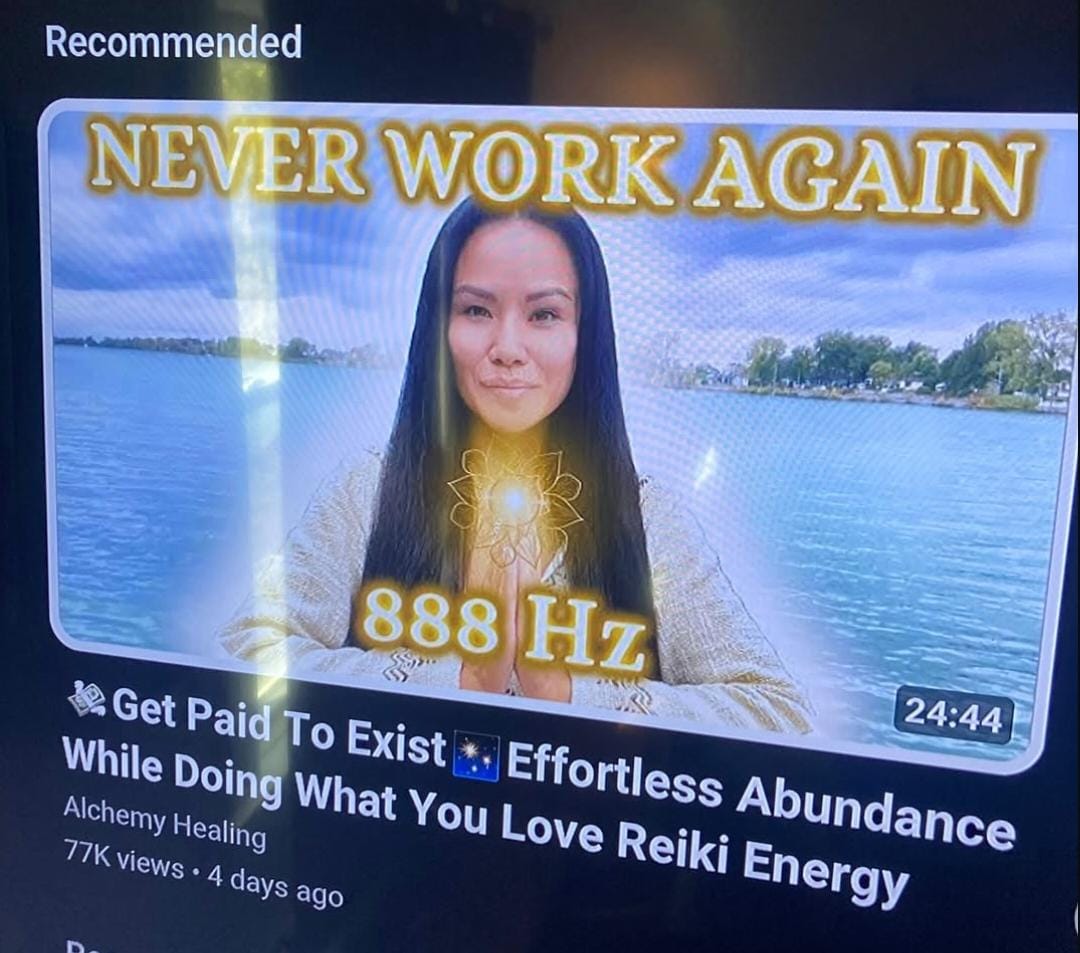 Recommended
NEVER WORK AGAIN
888 Hz
24:44
💸Get Paid To Exist🎇Effortless Abundance
While Doing What You Love Reiki Energy
Alchemy Healing
77K views • 4 days ago